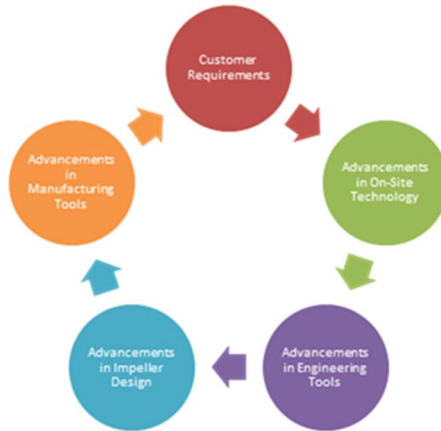 Customer
Requirements
Advancements
in On-Site
Technology
Advancements
in Engineering
Tools
Advancements
in Impeller
Design
Advancements
in
Manufacturing
Tools